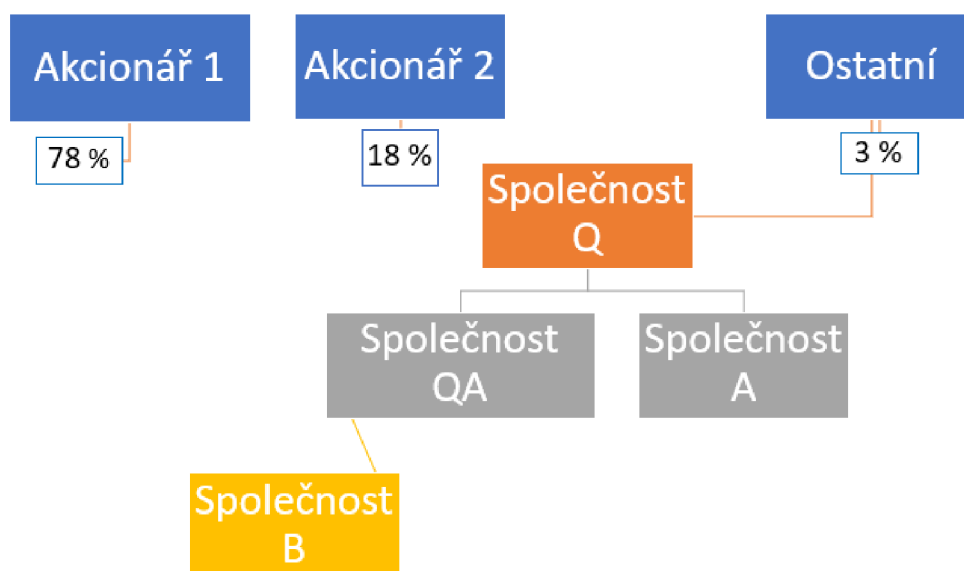 Akcionář 1
Akcionář 2
Ostatní
78 %
18 %
3 %
Společnost
Q
Společnost
QA
Společnost
A
Společnost
B